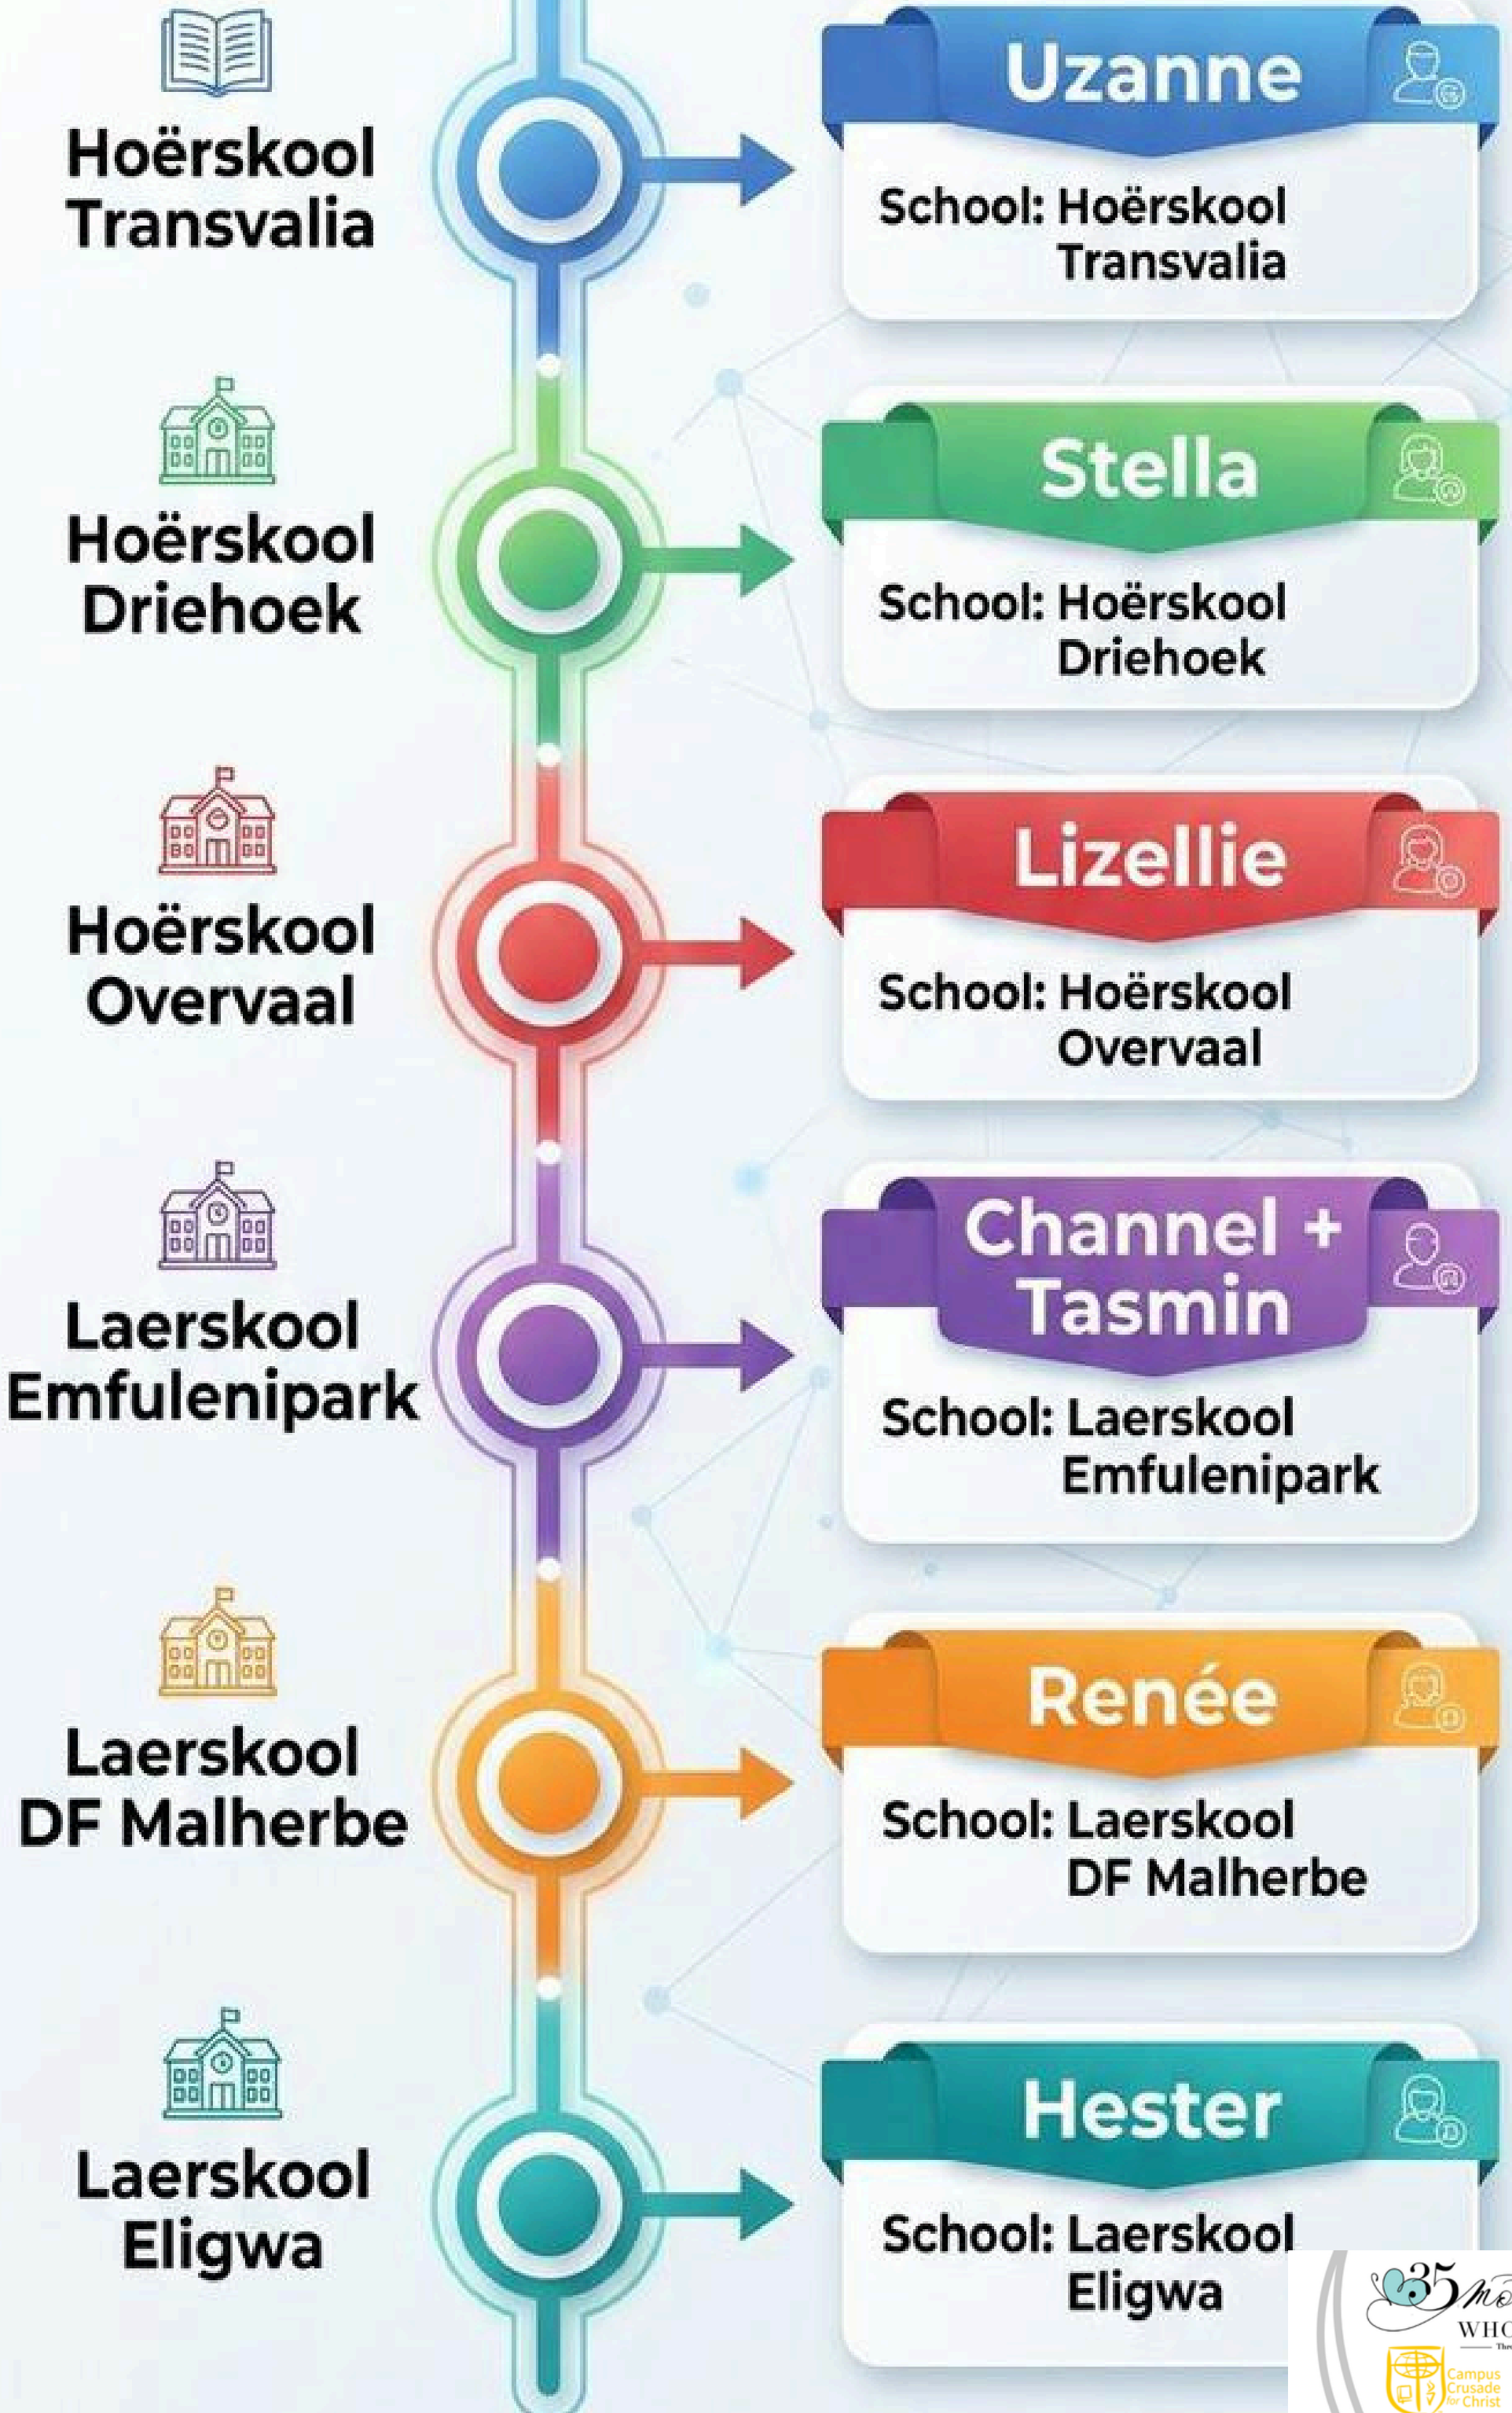 Hoërskool
Transvalia
Uzanne
School: Hoërskool
Transvalia
Hoërskool
Driehoek
Stella
School: Hoërskool
Driehoek
Hoërskool
Overvaal
Lizellie
School: Hoërskool
Overvaal
Laerskool
Emfulenipark
Channel +
Tasmin
School: Laerskool
Emfulenipark
Laerskool
DF Malherbe
Renée
School: Laerskool
DF Malherbe
Laerskool
Eligwa
Hester
School: Laerskool
Eligwa
35
Campus
Crusade
for Christ